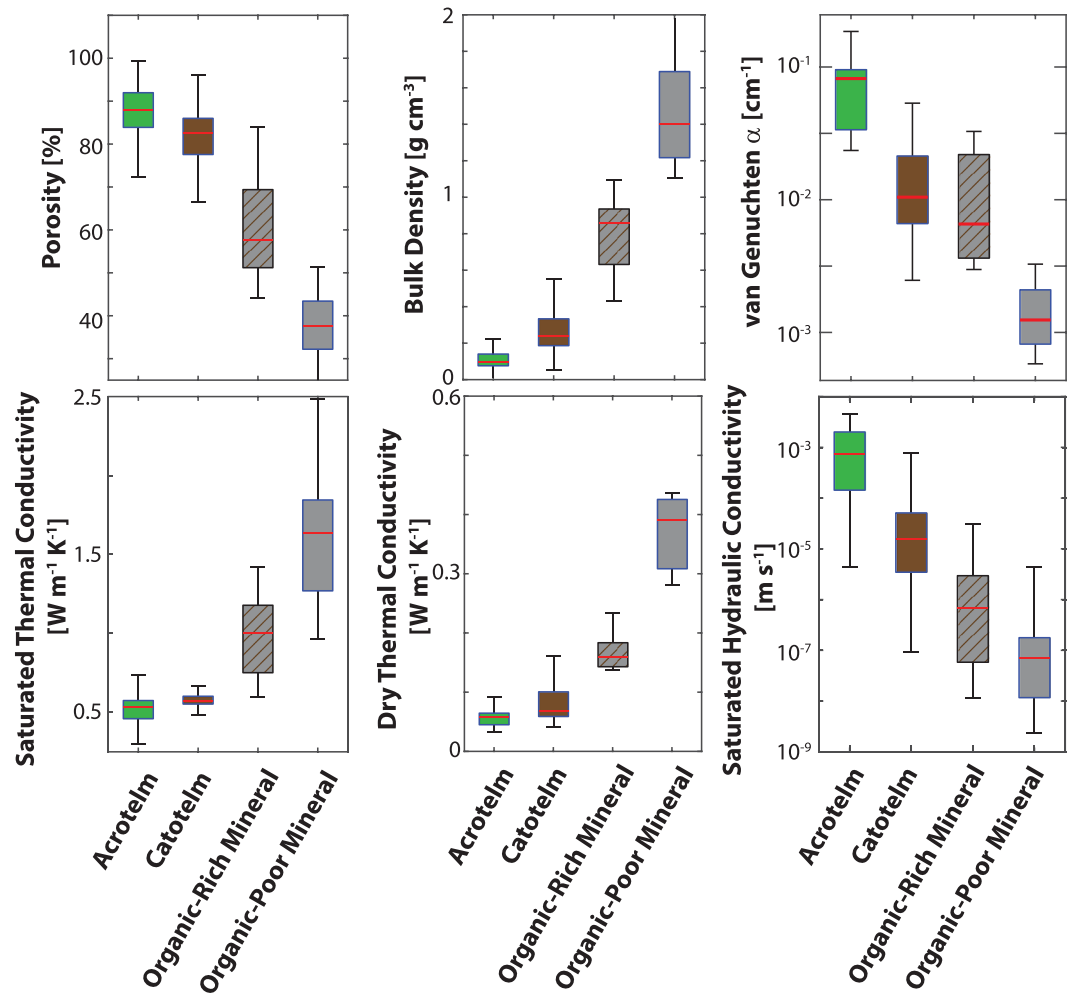 Porosity [%]
100
80
60
40
Bulk Density [g cm⁻³]
2
1
0
van Genuchten α [cm⁻¹]
10⁻¹
10⁻²
10⁻³
Saturated Thermal Conductivity
[W m⁻¹ K⁻¹]
2.5
1.5
0.5
Dry Thermal Conductivity
[W m⁻¹ K⁻¹]
0.6
0.3
0
Saturated Hydraulic Conductivity
[m s⁻¹]
10⁻³
10⁻⁵
10⁻⁷
10⁻⁹
Acrotelm
Catotelm
Organic-Rich Mineral
Organic-Poor Mineral
Acrotelm
Catotelm
Organic-Rich Mineral
Organic-Poor Mineral
Acrotelm
Catotelm
Organic-Rich Mineral
Organic-Poor Mineral